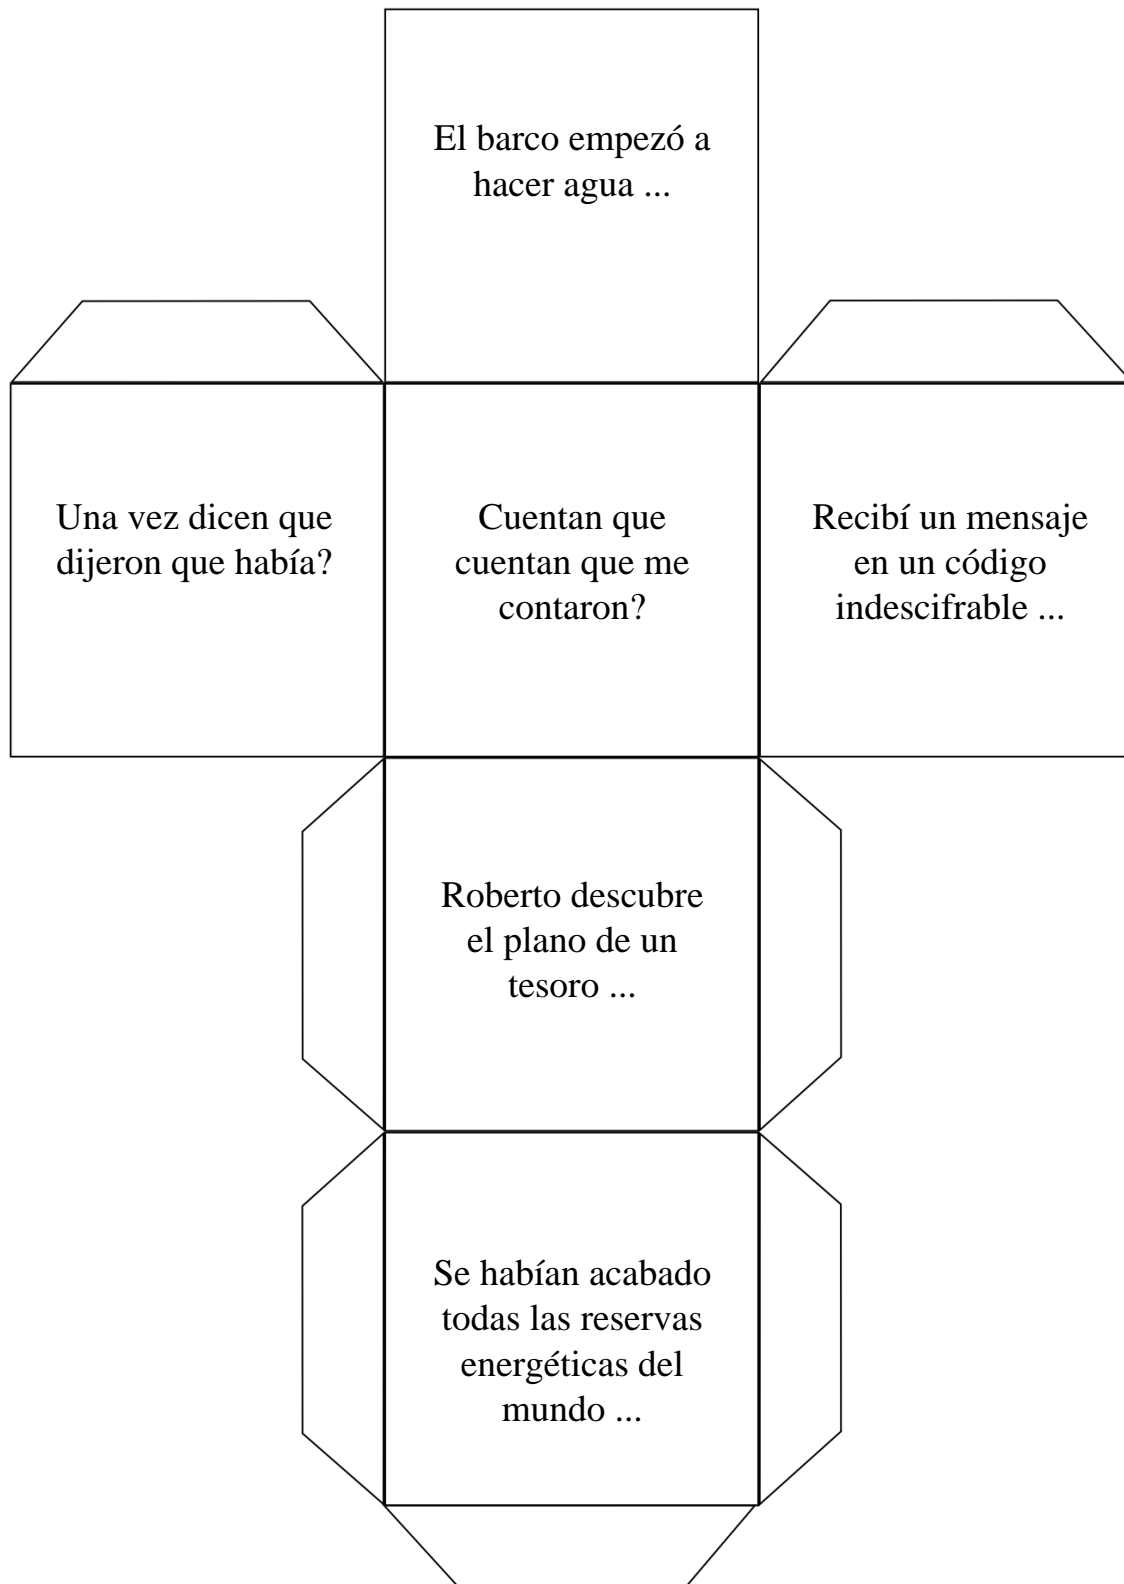 El barco empezó a
hacer agua ...
Una vez dicen que
dijeron que había?
Cuentan que
cuentan que me
contaron?
Recibí un mensaje
en un código
indescifrable ...
Roberto descubre
el plano de un
tesoro ...
Se habían acabado
todas las reservas
energéticas del
mundo ...